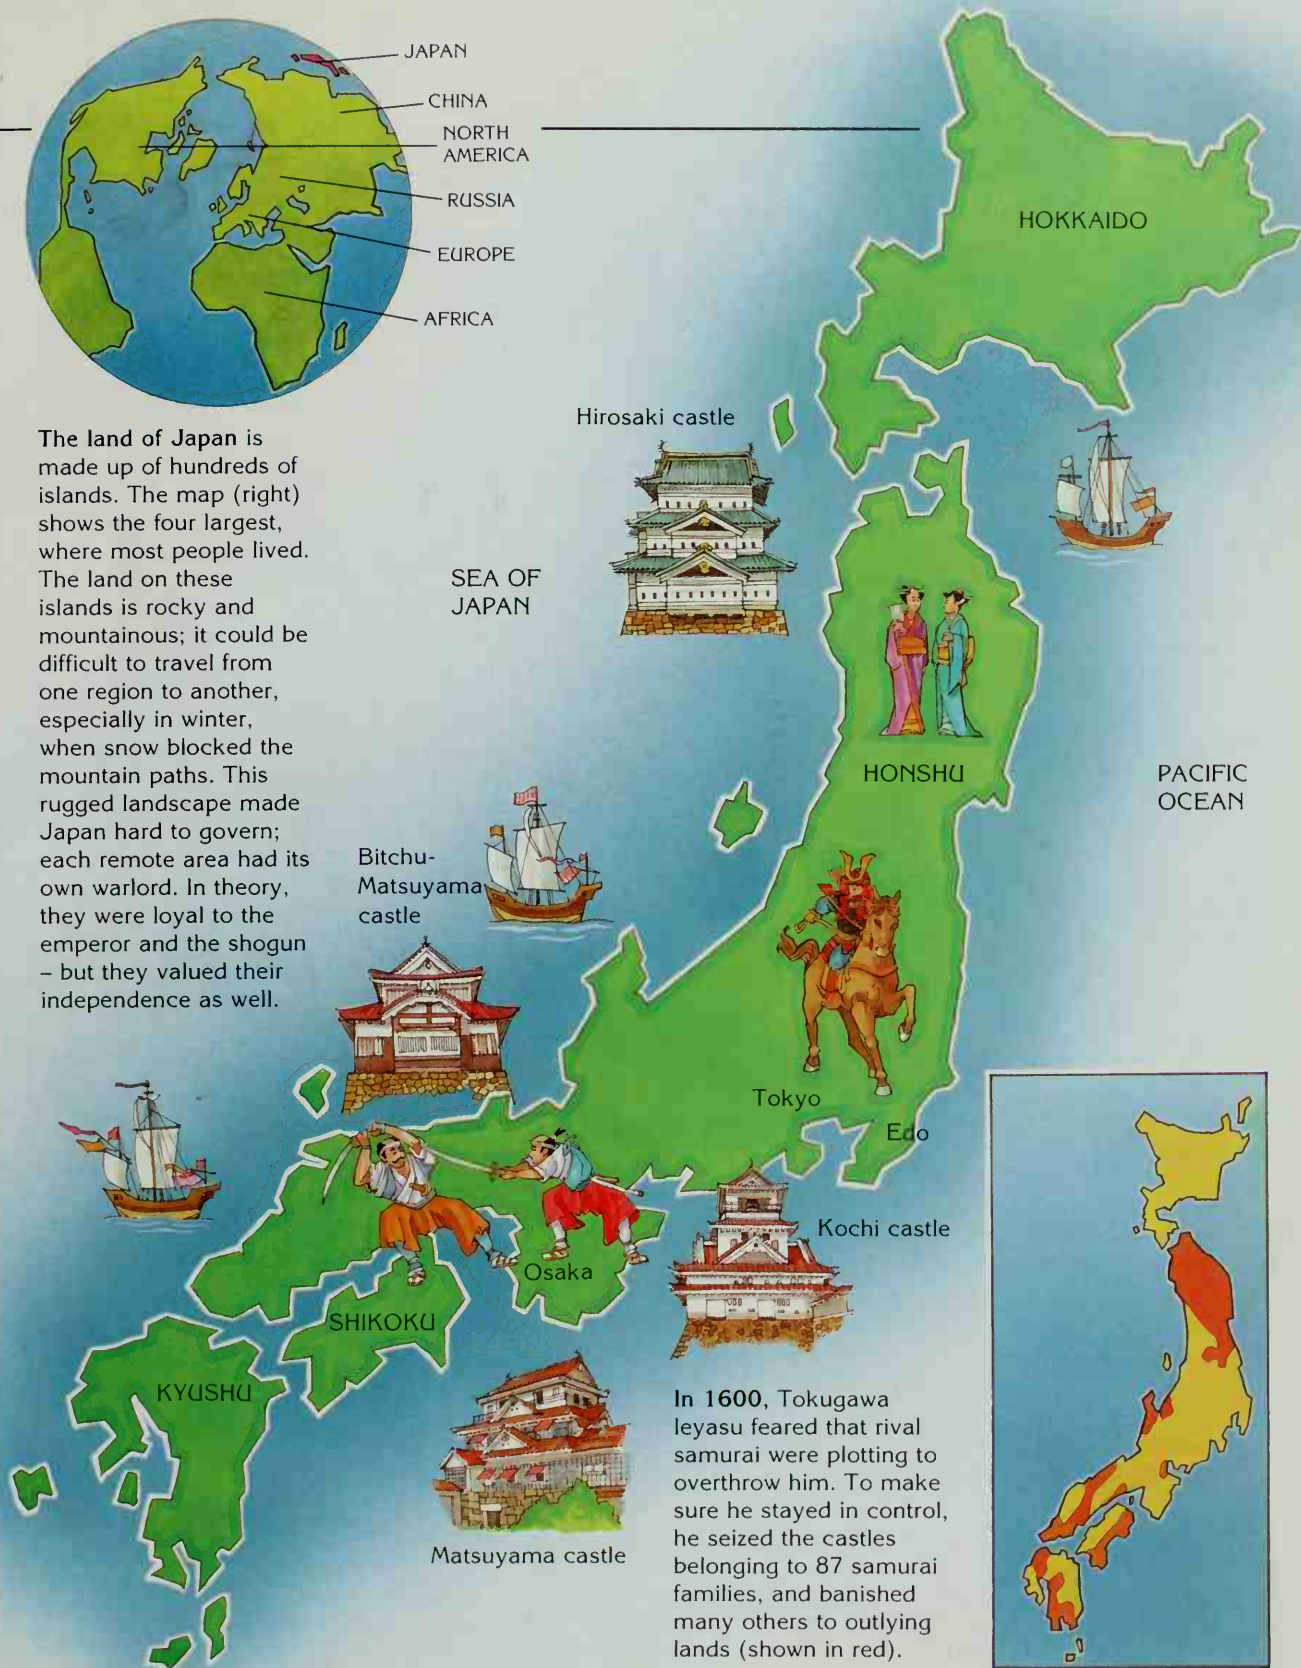 JAPAN
CHINA
NORTH
AMERICA
RUSSIA
EUROPE
AFRICA
The land of Japan is
made up of hundreds of
islands. The map (right)
shows the four largest,
where most people lived.
The land on these
islands is rocky and
mountainous; it could be
difficult to travel from
one region to another,
especially in winter,
when snow blocked the
mountain paths. This
rugged landscape made
Japan hard to govern;
each remote area had its
own warlord. In theory,
they were loyal to the
emperor and the shogun
– but they valued their
independence as well.
HOKKAIDO
Hirosaki castle
SEA OF
JAPAN
HONSHU
PACIFIC
OCEAN
Bitchu-
Matsuyama
castle
Tokyo
Edo
Kochi castle
Osaka
SHIKOKU
KYUSHU
Matsuyama castle
In 1600, Tokugawa
Ieyasu feared that rival
samurai were plotting to
overthrow him. To make
sure he stayed in control,
he seized the castles
belonging to 87 samurai
families, and banished
many others to outlying
lands (shown in red).